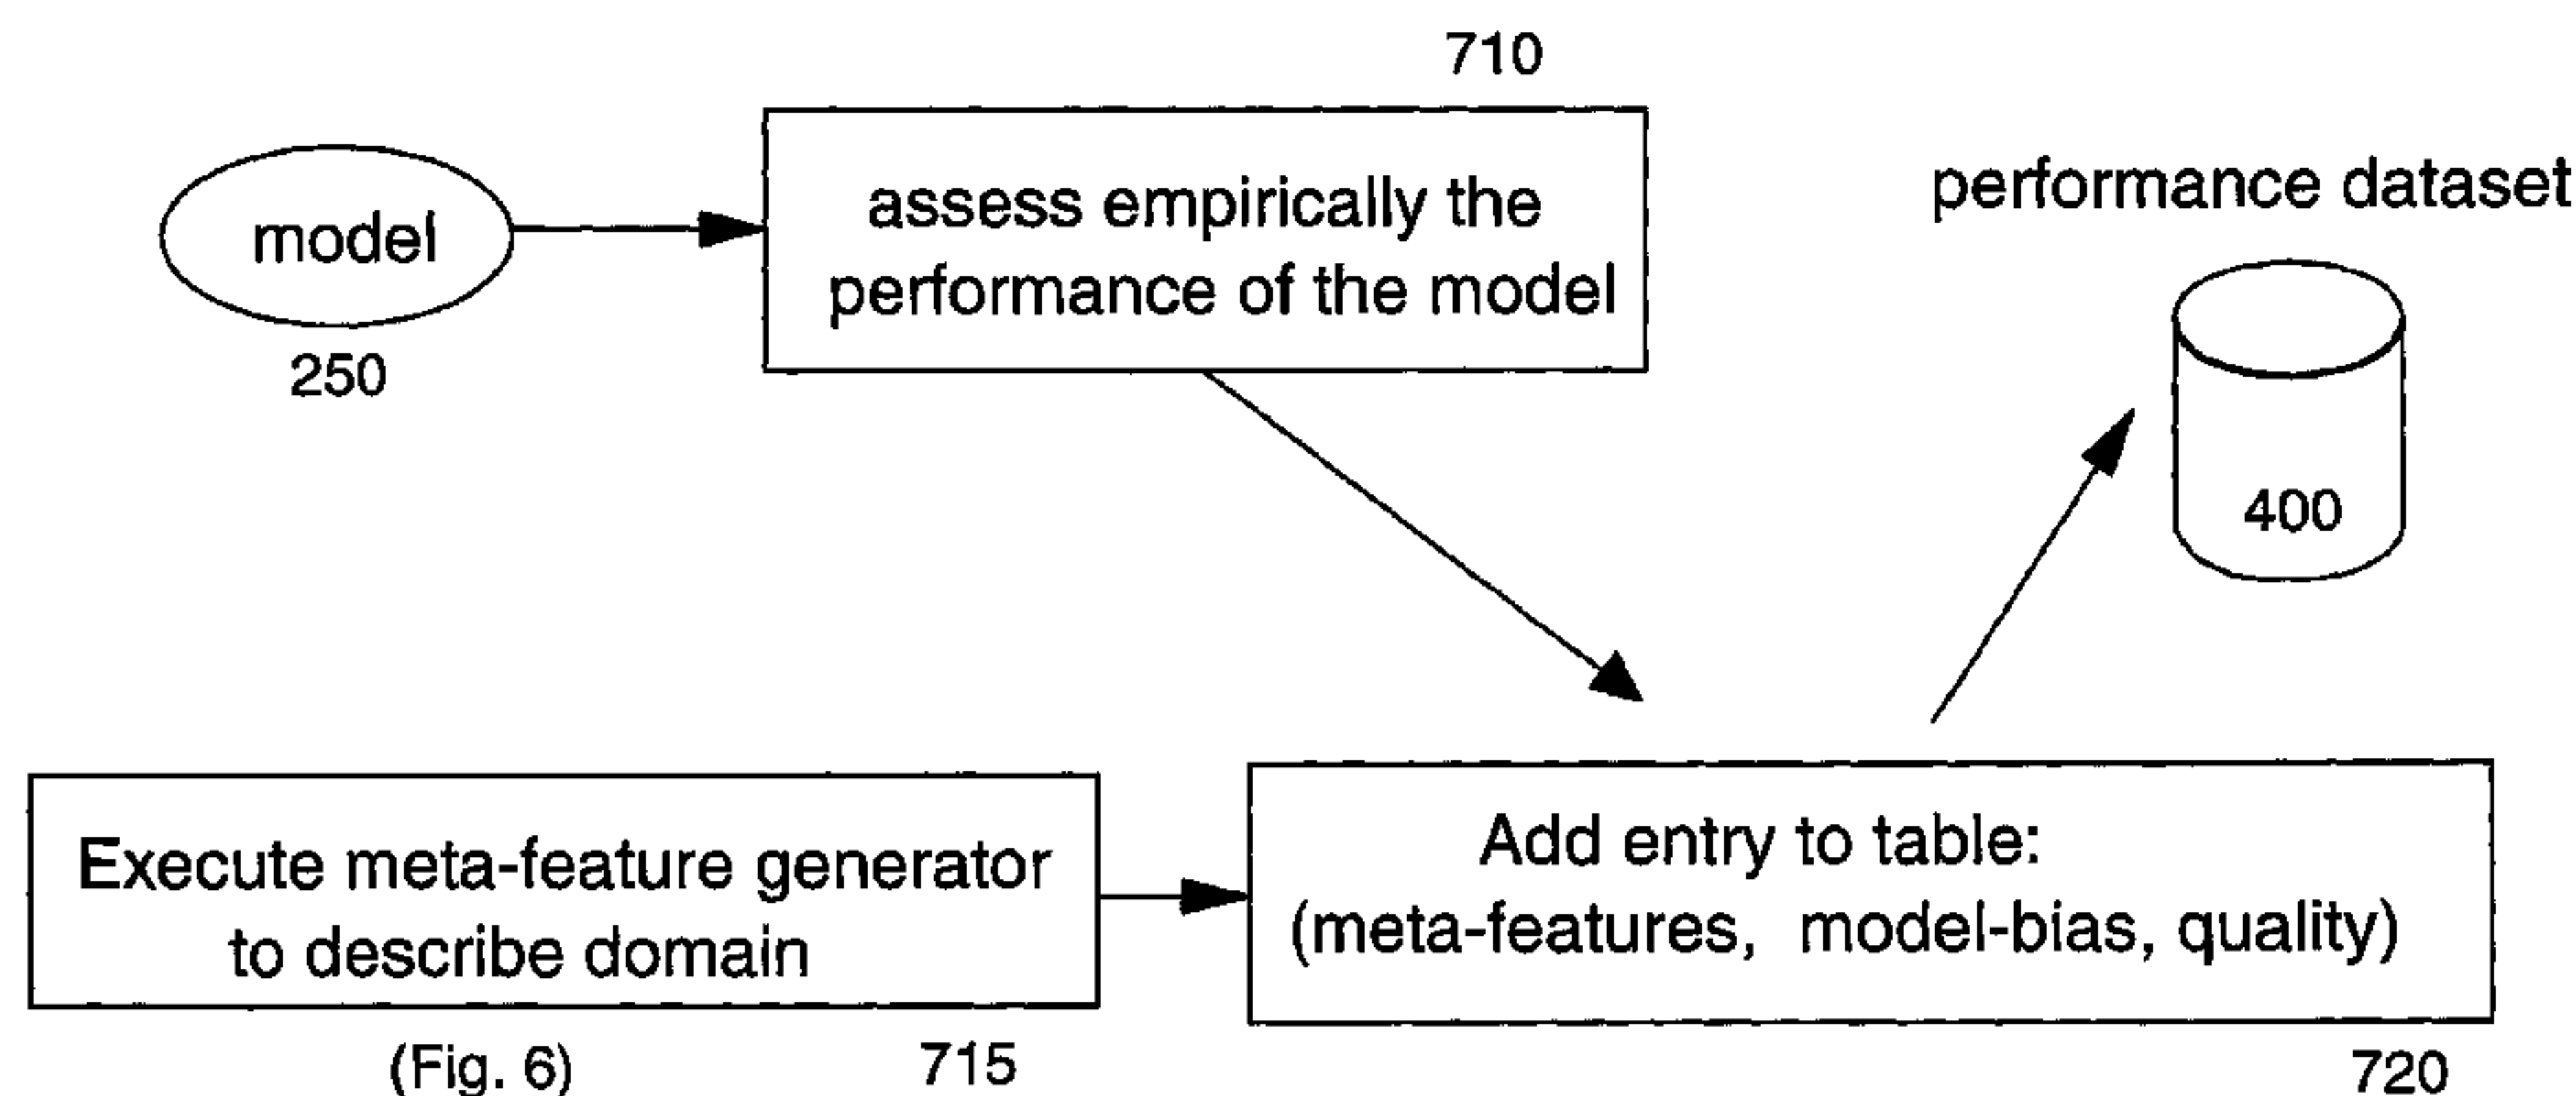 710
assess empirically the
performance of the model
model
250
performance dataset
400
Execute meta-feature generator
to describe domain
(Fig. 6)
715
Add entry to table:
(meta-features, model-bias, quality)
720